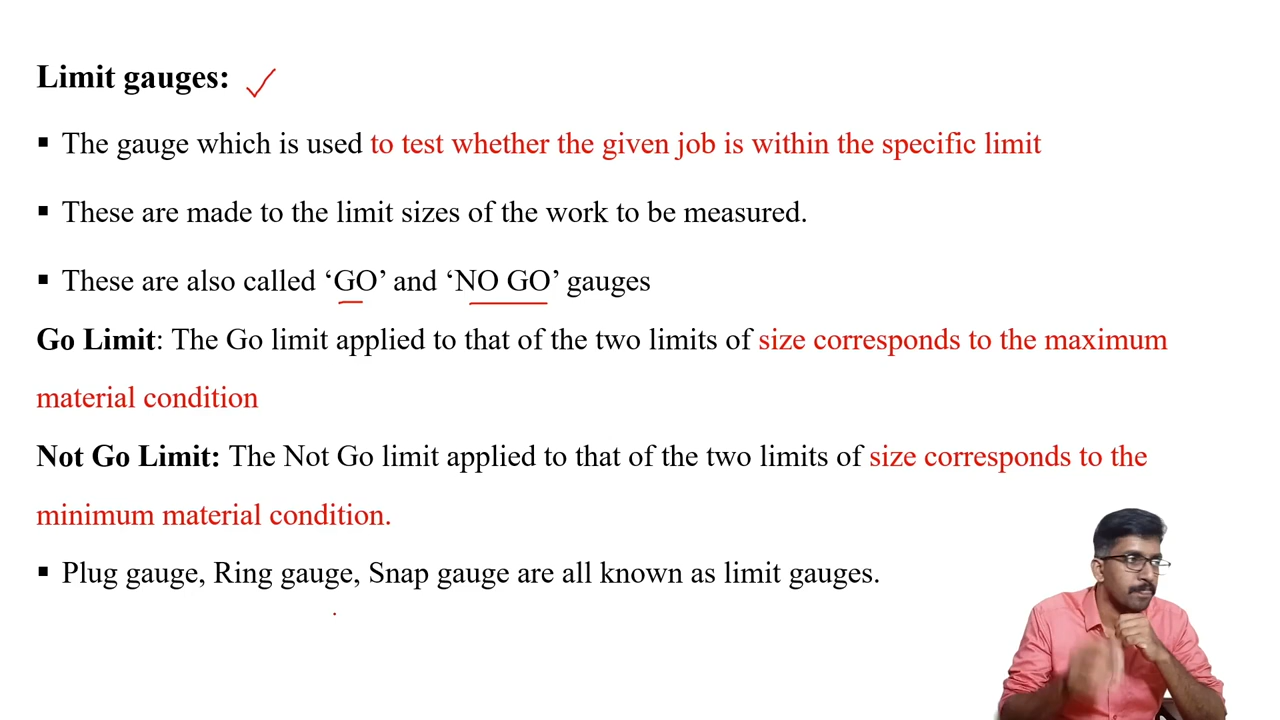 Limit gauges:
▪ The gauge which is used to test whether the given job is within the specific limit
▪ These are made to the limit sizes of the work to be measured.
▪ These are also called ‘GO’ and ‘NO GO’ gauges
Go Limit: The Go limit applied to that of the two limits of size corresponds to the maximum
material condition
Not Go Limit: The Not Go limit applied to that of the two limits of size corresponds to the
minimum material condition.
▪ Plug gauge, Ring gauge, Snap gauge are all known as limit gauges.